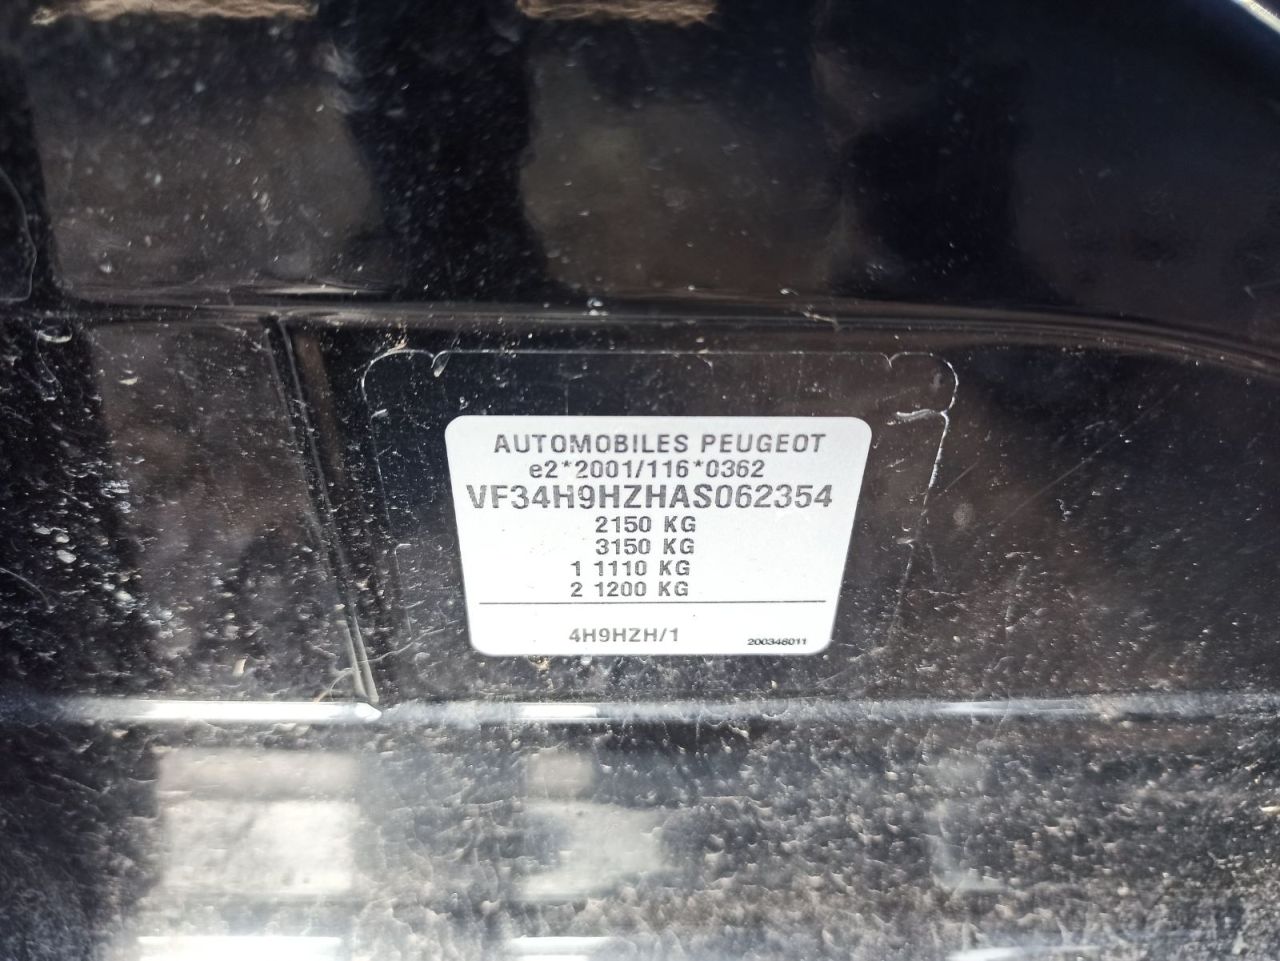 AUTOMOBILES PEUGEOT
e2*2001/116*0362
VF34H9HZHAS062354
2150 KG
3150 KG
1 1110 KG
2 1200 KG
4H9HZH/1
200346011